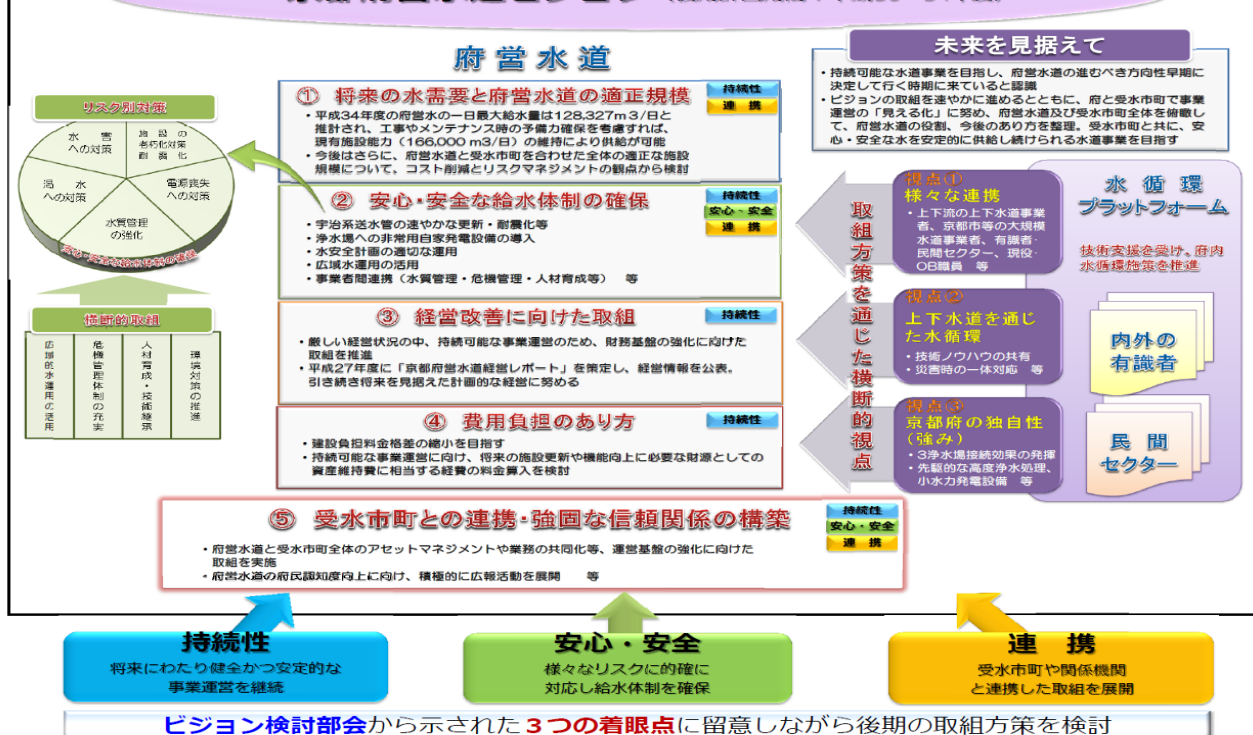 府営水道
① 将来の水需要と府営水道の適正規模
持続性
連 携
・平成34年度の府営水の一日最大給水量は128,327m3/日と
推計され、工事やメンテナンス時の予備力確保を考慮すれば、
現有施設能力（166,000 m3/日）の維持により供給が可能
・今後はさらに、府営水道と受水市町を合わせた全体の適正な施設
規模について、コスト削減とリスクマネジメントの観点から検討
② 安心・安全な給水体制の確保
持続性
安心・安全
連 携
・宇治系送水管の速やかな更新・耐震化等
・浄水場への非常用自家発電設備の導入
・水安全計画の適切な運用
・広域水運用の活用
・事業者間連携（水質管理・危機管理・人材育成等） 等
③ 経営改善に向けた取組
持続性
・厳しい経営状況の中、持続可能な事業運営のため、財務基盤の強化に向けた
取組を推進
・平成27年度に「京都府営水道経営レポート」を策定し、経営情報を公表。
引き続き将来を見据えた計画的な経営に努める
④ 費用負担のあり方
持続性
・建設負担料金格差の縮小を目指す
・持続可能な事業運営に向け、将来の施設更新や機能向上に必要な財源としての
資産維持費に相当する経費の料金算入を検討
⑤ 受水市町との連携・強固な信頼関係の構築
持続性
安心・安全
連 携
・府営水道と受水市町全体のアセットマネジメントや業務の共同化等、運営基盤の強化に向けた
取組を実施
・府営水道の府民認知度向上に向け、積極的に広報活動を展開 等
リスク別対策
水 害
への対策
施 設 の
老朽化対策
耐 震 化
渇 水
への対策
電源喪失
への対策
水質管理
の強化
安心・安全な給水体制の確保
横断的取組
広域的水運用の活用
危機管理体制の充実
人材育成・技術継承
環境対策の推進
未来を見据えて
・持続可能な水道事業を目指し、府営水道の進むべき方向性早期に
決定して行く時期に来ていると認識
・ビジョンの取組を速やかに進めるとともに、府と受水市町で事業
運営の「見える化」に努め、府営水道及び受水市町全体を俯瞰し
て、府営水道の役割、今後のあり方を整理。受水市町と共に、安
心・安全な水を安定的に供給し続けられる水道事業を目指す
取組方策を通じた横断的視点
視点①
様々な連携
・上下流の上下水道事業
者、京都市等の大規模
水道事業者、有識者・
民間セクター、現役・
OB職員 等
視点②
上下水道を通じ
た水循環
・技術ノウハウの共有
・災害時の一体対応 等
視点③
京都府の独自性
（強み）
・3浄水場接続効果の発揮
・先駆的な高度浄水処理、
小水力発電設備 等
水 循 環
プラットフォーム
技術支援を受け、府内
水循環施策を推進
内外の
有識者
民 間
セクター
持続性
将来にわたり健全かつ安定的な
事業運営を継続
安心・安全
様々なリスクに的確に
対応し給水体制を確保
連 携
受水市町や関係機関
と連携した取組を展開
ビジョン検討部会から示された３つの着眼点に留意しながら後期の取組方策を検討